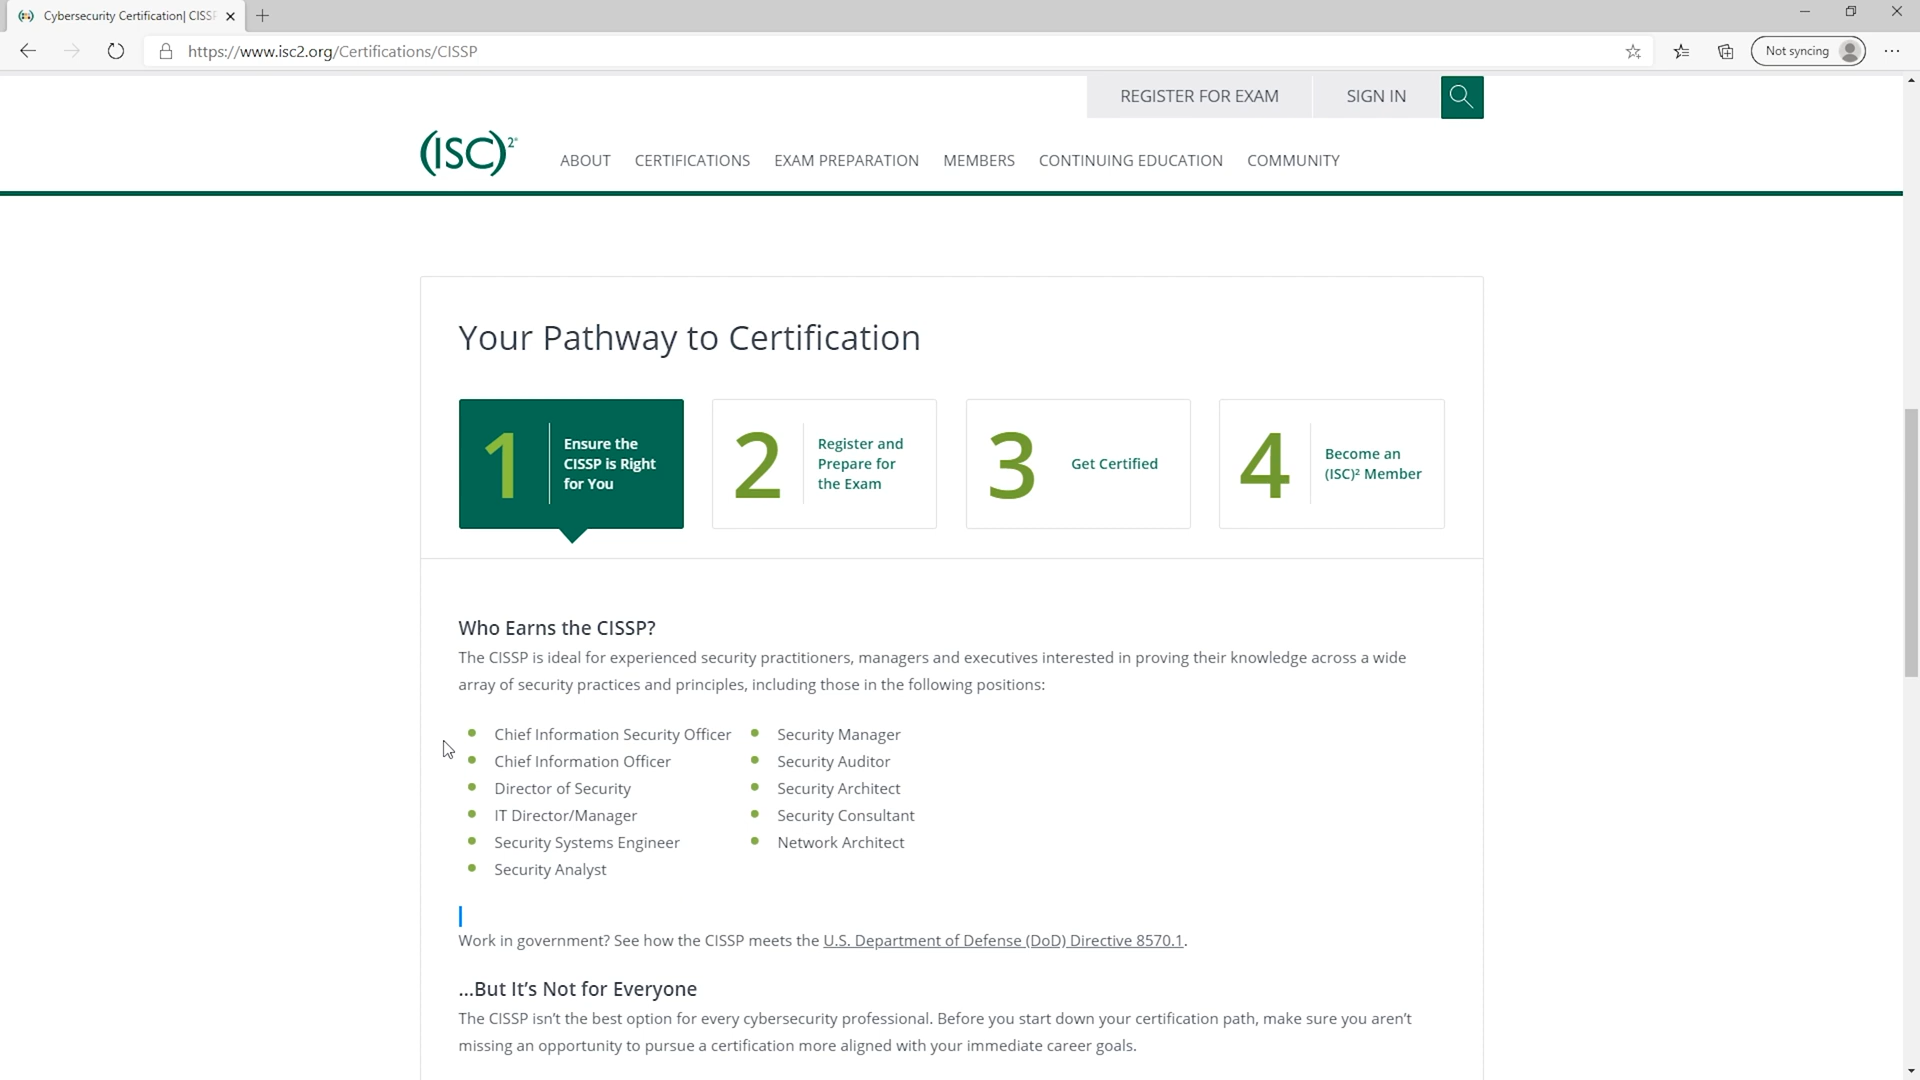 Cybersecurity Certification| CISSP
https://www.isc2.org/Certifications/CISSP
Not syncing
REGISTER FOR EXAM
SIGN IN
(ISC)2®
ABOUT
CERTIFICATIONS
EXAM PREPARATION
MEMBERS
CONTINUING EDUCATION
COMMUNITY
Your Pathway to Certification
1
Ensure the
CISSP is Right
for You
2
Register and
Prepare for
the Exam
3
Get Certified
4
Become an
(ISC)² Member
Who Earns the CISSP?
The CISSP is ideal for experienced security practitioners, managers and executives interested in proving their knowledge across a wide
array of security practices and principles, including those in the following positions:
Chief Information Security Officer
Chief Information Officer
Director of Security
IT Director/Manager
Security Systems Engineer
Security Analyst
Security Manager
Security Auditor
Security Architect
Security Consultant
Network Architect
Work in government? See how the CISSP meets the U.S. Department of Defense (DoD) Directive 8570.1.
...But It’s Not for Everyone
The CISSP isn’t the best option for every cybersecurity professional. Before you start down your certification path, make sure you aren’t
missing an opportunity to pursue a certification more aligned with your immediate career goals.